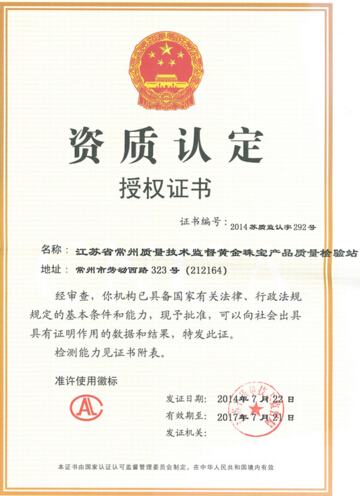 资质认定
授权证书
证书编号：2014苏质监认字292号
名称：江苏省常州质量技术监督黄金珠宝产品质量检验站
地址：常州市劳动西路323号(212164)
经审查，你机构已具备国家有关法律、行政法规
规定的基本条件和能力，现予批准，可以向社会出具
具有证明作用的数据和结果，特发此证。
检测能力见证书附表。
准许使用徽标
CAL
发证日期：2014年7月22日
有效期至：2017年7月21日
发证机关：
本证书由国家认证认可监督管理委员会制定，在中华人民共和国境内有效